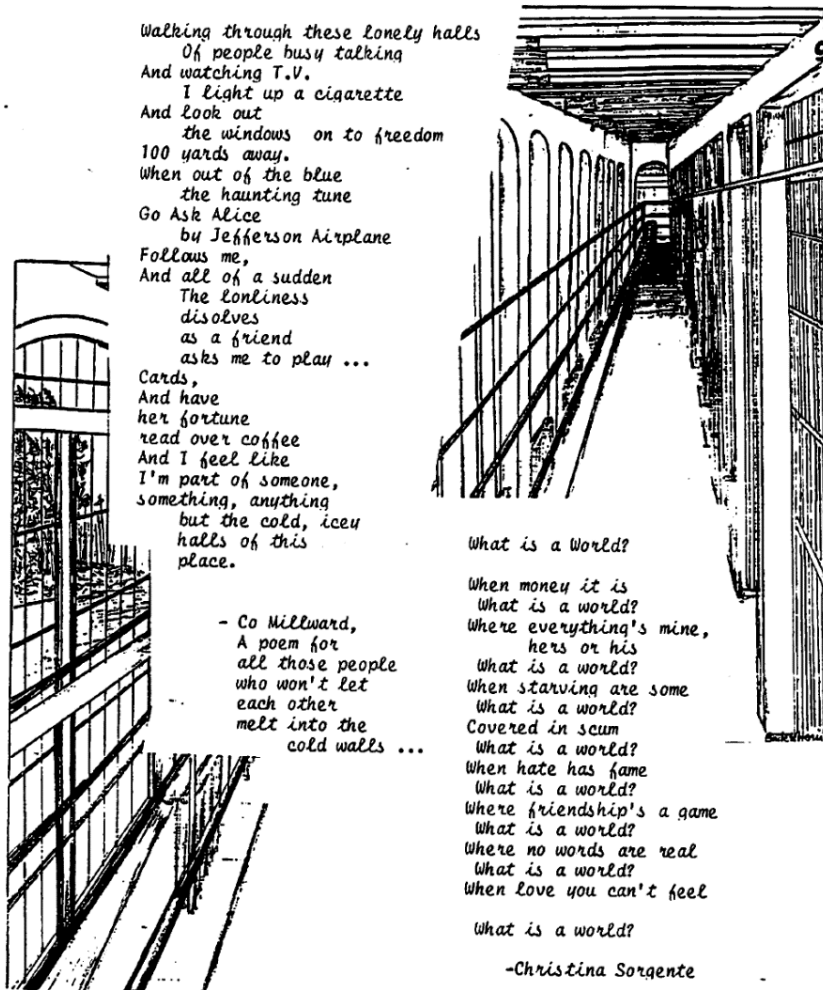 Walking through these lonely halls
Of people busy talking
And watching T.V.
I light up a cigarette
And look out
the windows on to freedom
100 yards away.
When out of the blue
the haunting tune
Go Ask Alice
by Jefferson Airplane
Follows me,
And all of a sudden
The lonliness
disolves
as a friend
asks me to play ...
Cards,
And have
her fortune
read over coffee
And I feel like
I'm part of someone,
something, anything
but the cold, icey
halls of this
place.
- Co Millward,
A poem for
all those people
who won't let
each other
melt into the
cold walls ...
What is a World?
When money it is
What is a world?
Where everything's mine,
hers or his
What is a world?
When starving are some
What is a world?
Covered in scum
What is a world?
When hate has fame
What is a world?
Where friendship's a game
What is a world?
Where no words are real
What is a world?
When love you can't feel
What is a world?
-Christina Sorgente